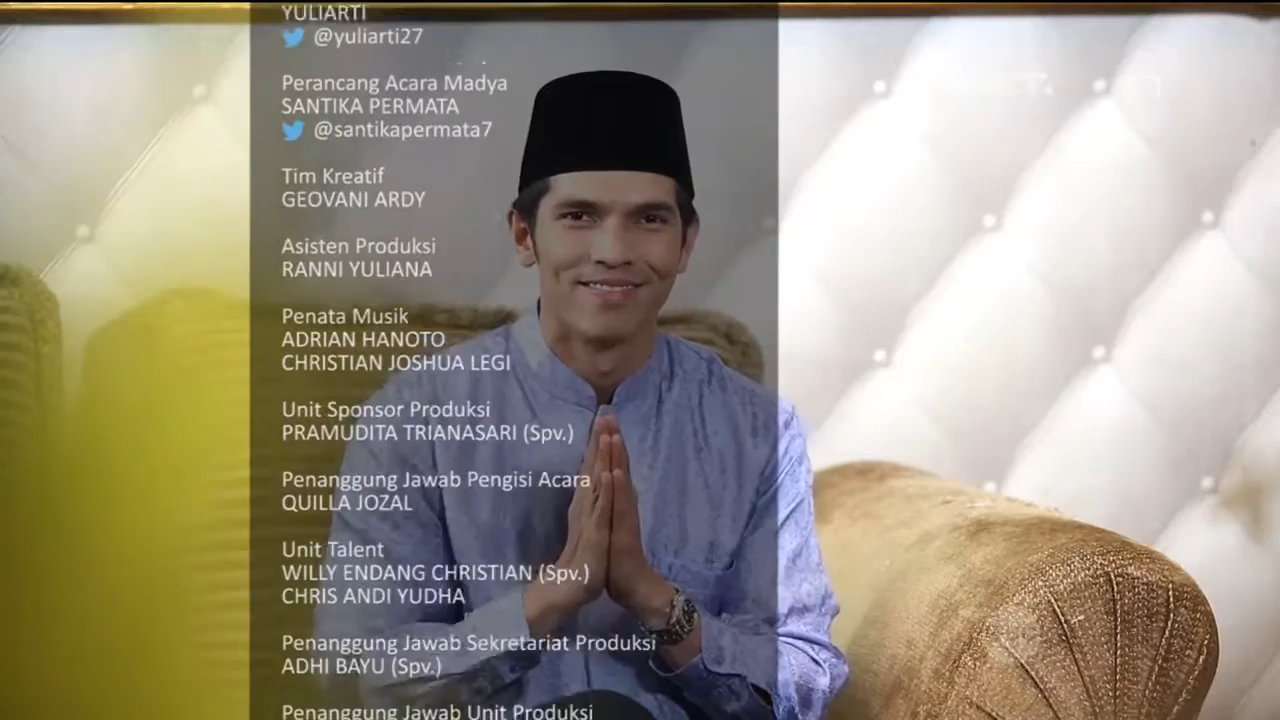 YULIARTI
@yuliarti27
Perancang Acara Madya
SANTIKA PERMATA
@santikapermata7
Tim Kreatif
GEOVANI ARDY
Asisten Produksi
RANNI YULIANA
Penata Musik
ADRIAN HANOTO
CHRISTIAN JOSHUA LEGI
Unit Sponsor Produksi
PRAMUDITA TRIANASARI (Spv.)
Penanggung Jawab Pengisi Acara
QUILLA JOZAL
Unit Talent
WILLY ENDANG CHRISTIAN (Spv.)
CHRIS ANDI YUDHA
Penanggung Jawab Sekretariat Produksi
ADHI BAYU (Spv.)
Penanggung Jawab Unit Produksi